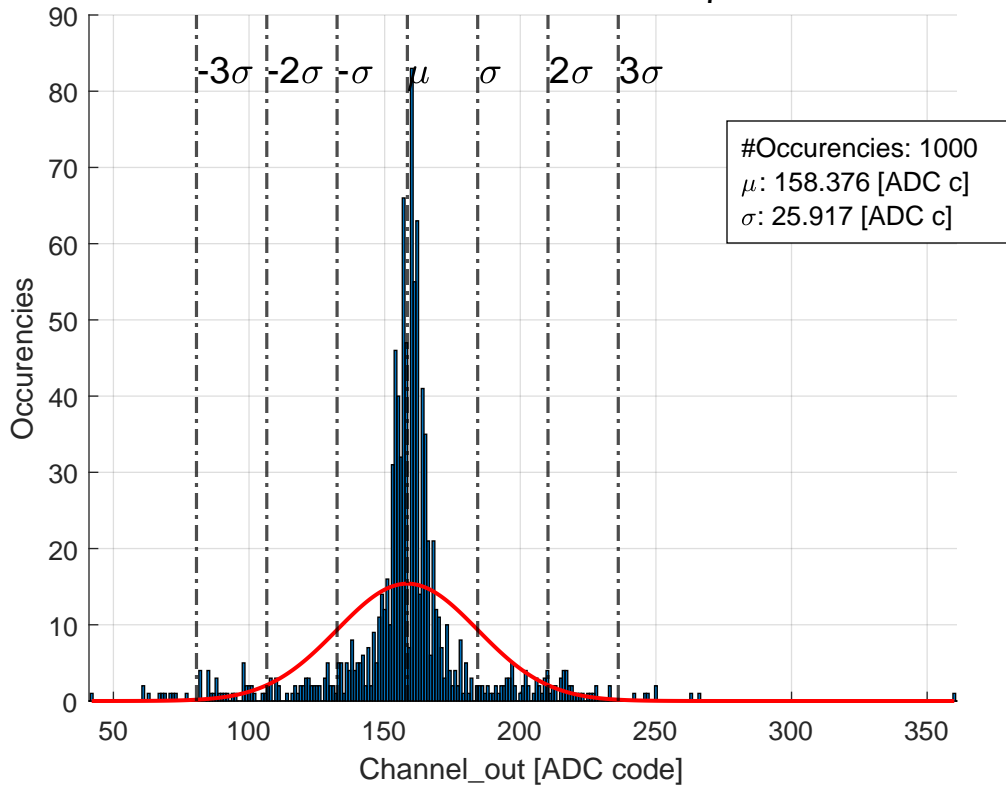 90
80
70
60
50
40
30
20
10
0
Occurencies
-3σ -2σ -σ μ σ 2σ 3σ
#Occurencies: 1000
μ: 158.376 [ADC c]
σ: 25.917 [ADC c]
50 100 150 200 250 300 350
Channel_out [ADC code]